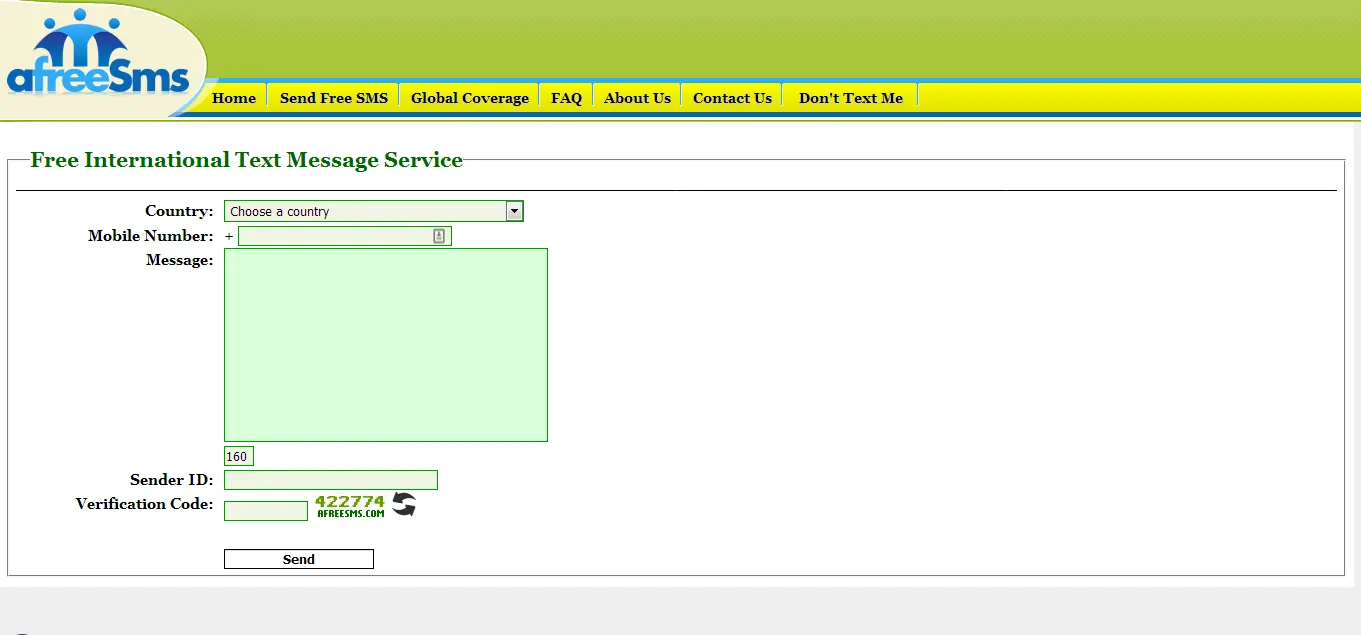 afreeSms
Home Send Free SMS Global Coverage FAQ About Us Contact Us Don't Text Me
Free International Text Message Service
Country: Choose a country
Mobile Number: +
Message:
160
Sender ID:
Verification Code: 422774
AFREESMS.COM
Send